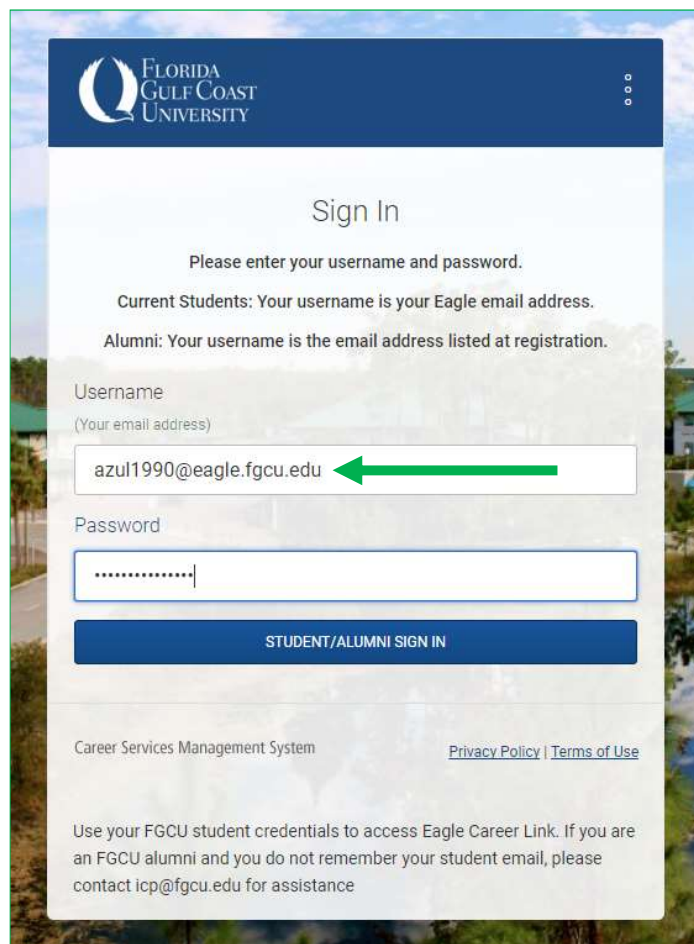 FLORIDA
GULF COAST
UNIVERSITY
Sign In
Please enter your username and password.
Current Students: Your username is your Eagle email address.
Alumni: Your username is the email address listed at registration.
Username
(Your email address)
azul1990@eagle.fgcu.edu
Password
•••••••••••••••
STUDENT/ALUMNI SIGN IN
Career Services Management System
Privacy Policy | Terms of Use
Use your FGCU student credentials to access Eagle Career Link. If you are
an FGCU alumni and you do not remember your student email, please
contact icp@fgcu.edu for assistance